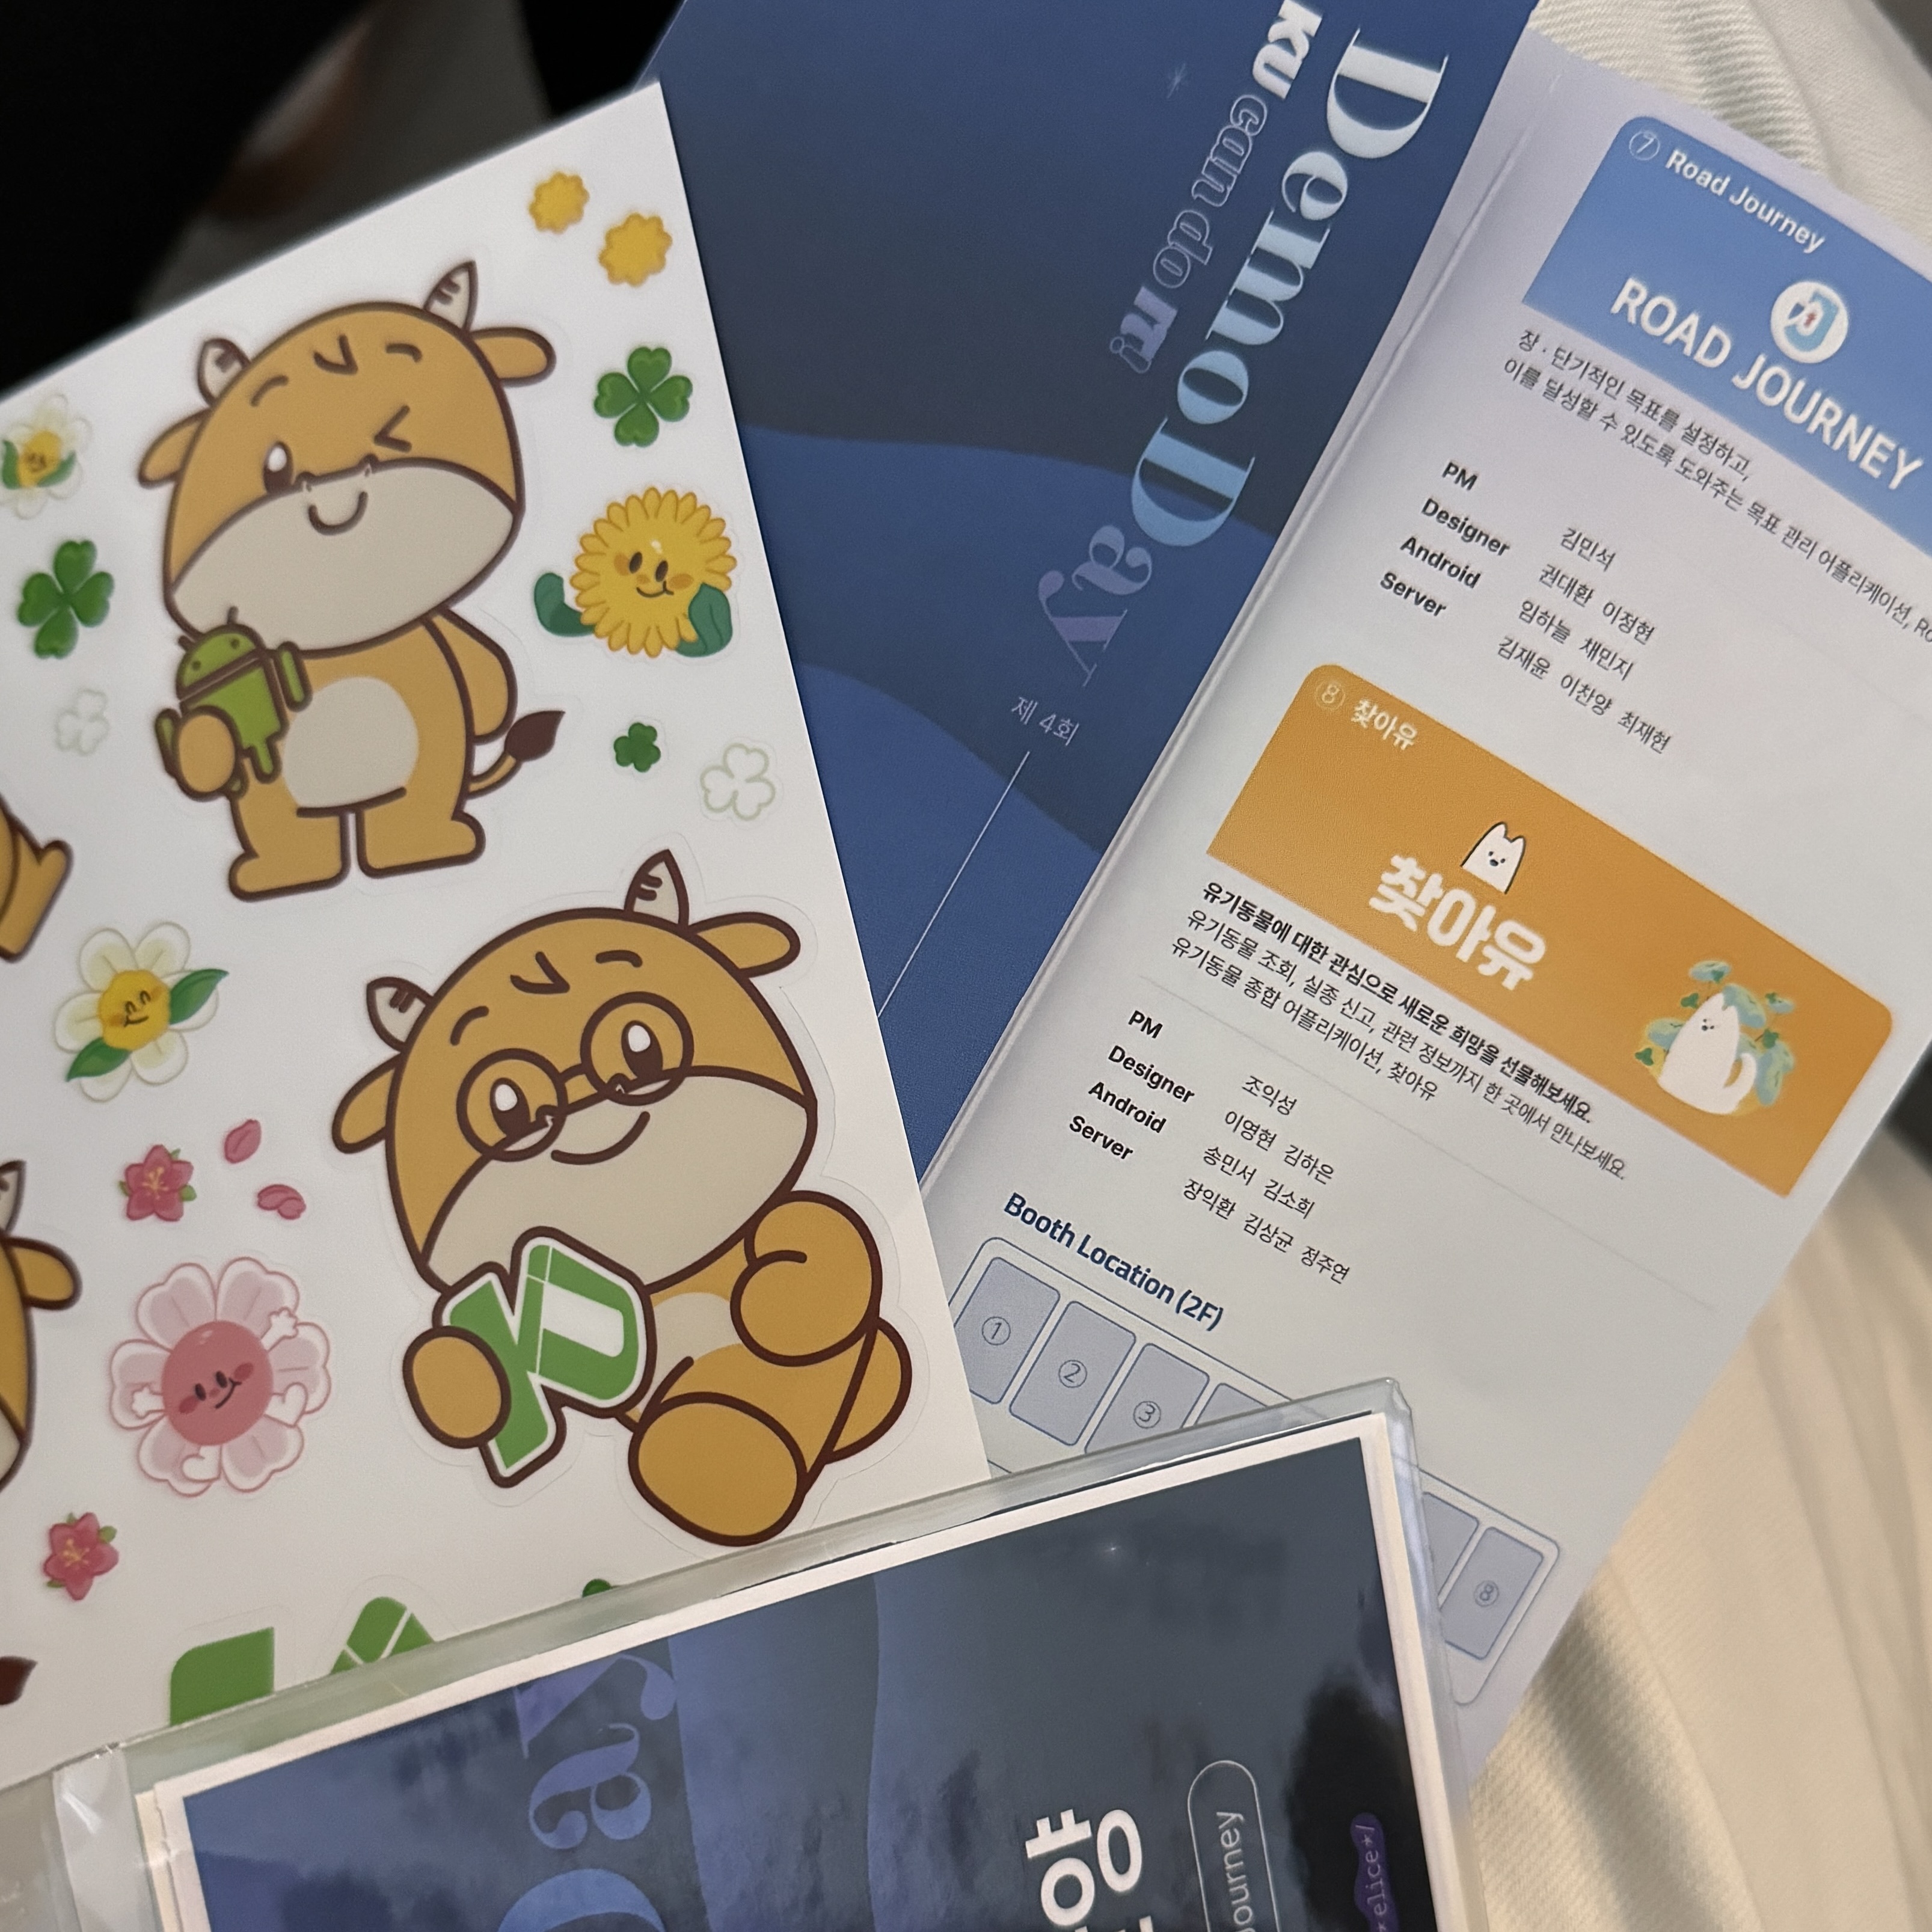 DemoDay
KU can do IT!
제 4회
⑦ Road Journey
ROAD JOURNEY
장·단기적인 목표를 설정하고,
이를 달성할 수 있도록 도와주는 목표 관리 어플리케이션,
PM 김민석
Designer 권대환 이정현
Android 임하늘 채민지
Server 김재윤 이찬양 최재현
⑧ 찾아유
찾아유
유기동물에 대한 관심으로 새로운 희망을 선물해보세요.
유기동물 조회, 실종 신고, 관련 정보까지 한 곳에서 만나보세요.
유기동물 종합 어플리케이션, 찾아유
PM 조익성
Designer 이영현 김하은
Android 송민서 김소희
Server 장익환 김상균 정주연
Booth Location (2F)
①
②
③
⑧
KU
Day
양
Journey
elice